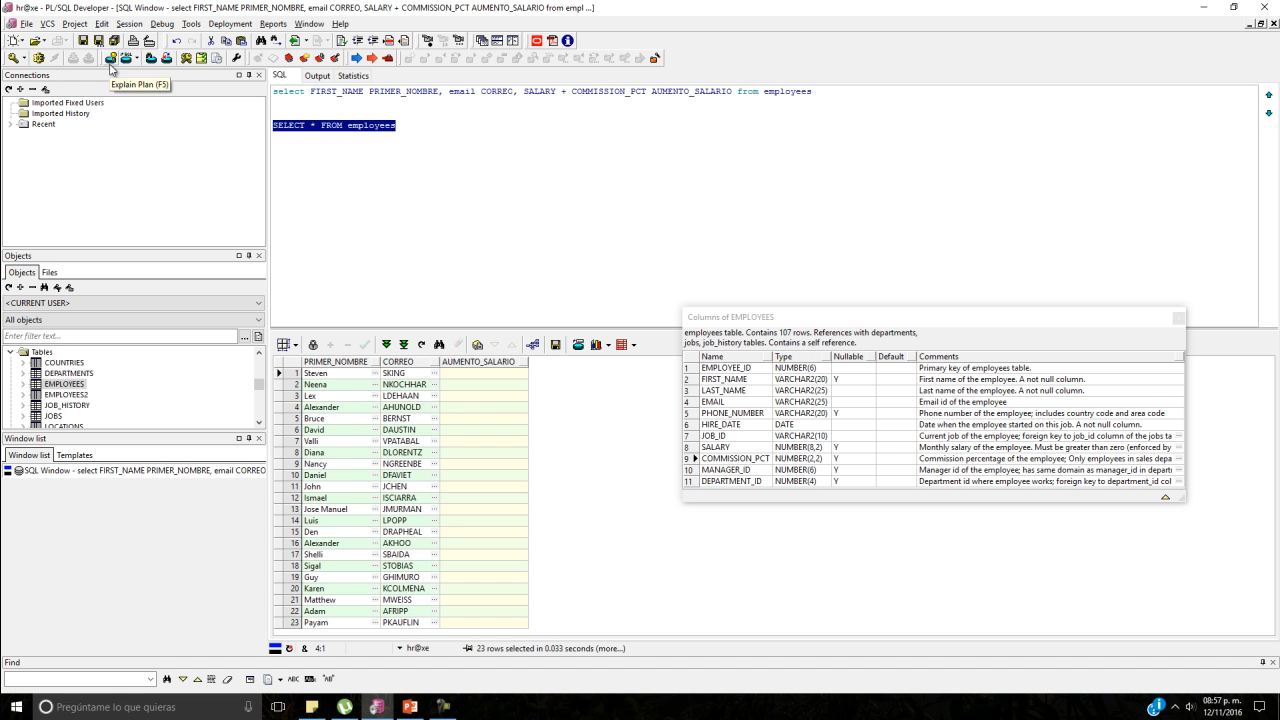 hr@xe - PL/SQL Developer - [SQL Window - select FIRST_NAME PRIMER_NOMBRE, email CORREO, SALARY + COMMISSION_PCT AUMENTO_SALARIO from empl ...]
File VCS Project Edit Session Debug Tools Deployment Reports Window Help
Connections
Explain Plan (F5)
Imported Fixed Users
Imported History
Recent
SQL Output Statistics
select FIRST_NAME PRIMER_NOMBRE, email CORREO, SALARY + COMMISSION_PCT AUMENTO_SALARIO from employees
SELECT * FROM employees
Objects
Objects Files
<CURRENT USER>
All objects
Enter filter text...
Tables
COUNTRIES
DEPARTMENTS
EMPLOYEES
EMPLOYEES2
JOB_HISTORY
JOBS
LOCATIONS
Window list
Window list Templates
SQL Window - select FIRST_NAME PRIMER_NOMBRE, email CORREO
PRIMER_NOMBRE CORREO AUMENTO_SALARIO
1 Steven SKING
2 Neena NKOCHHAR
3 Lex LDEHAAN
4 Alexander AHUNOLD
5 Bruce BERNST
6 David DAUSTIN
7 Valli VPATABAL
8 Diana DLORENTZ
9 Nancy NGREENBE
10 Daniel DFAVIET
11 John JCHEN
12 Ismael ISCIARRA
13 Jose Manuel JMURMAN
14 Luis LPOPP
15 Den DRAPHEAL
16 Alexander AKHOO
17 Shelli SBAIDA
18 Sigal STOBIAS
19 Guy GHIMURO
20 Karen KCOLMENA
21 Matthew MWEISS
22 Adam AFRIPP
23 Payam PKAUFLIN
Columns of EMPLOYEES
employees table. Contains 107 rows. References with departments,
jobs, job_history tables. Contains a self reference.
Name Type Nullable Default Comments
1 EMPLOYEE_ID NUMBER(6) Primary key of employees table.
2 FIRST_NAME VARCHAR2(20) Y First name of the employee. A not null column.
3 LAST_NAME VARCHAR2(25) Last name of the employee. A not null column.
4 EMAIL VARCHAR2(25) Email id of the employee
5 PHONE_NUMBER VARCHAR2(20) Y Phone number of the employee; includes country code and area code
6 HIRE_DATE DATE Date when the employee started on this job. A not null column.
7 JOB_ID VARCHAR2(10) Current job of the employee; foreign key to job_id column of the jobs ta
8 SALARY NUMBER(8,2) Y Monthly salary of the employee. Must be greater than zero (enforced by
9 COMMISSION_PCT NUMBER(2,2) Y Commission percentage of the employee; Only employees in sales depa
10 MANAGER_ID NUMBER(6) Y Manager id of the employee; has same domain as manager_id in departi
11 DEPARTMENT_ID NUMBER(4) Y Department id where employee works; foreign key to department_id col
4:1 hr@xe 23 rows selected in 0.033 seconds (more...)
Find
ABC "AB"
Pregúntame lo que quieras
08:57 p. m.
12/11/2016